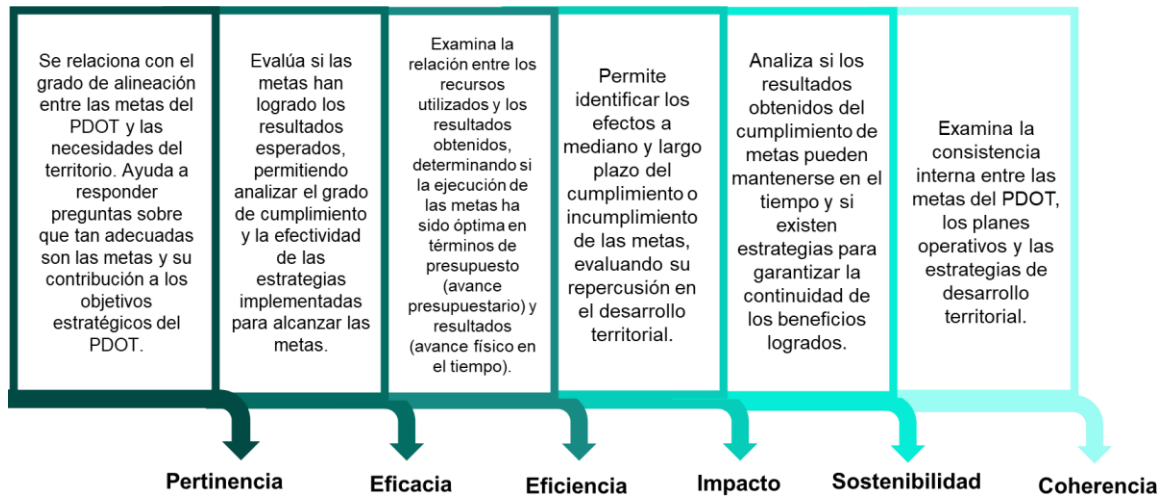 Se relaciona con el
grado de alineación
entre las metas del
PDOT y las
necesidades del
territorio. Ayuda a
responder
preguntas sobre
que tan adecuadas
son las metas y su
contribución a los
objetivos
estratégicos del
PDOT.
Evalúa si las
metas han
logrado los
resultados
esperados,
permitiendo
analizar el grado
de cumplimiento
y la efectividad
de las
estrategias
implementadas
para alcanzar las
metas.
Examina la
relación entre los
recursos
utilizados y los
resultados
obtenidos,
determinando si
la ejecución de
las metas ha
sido óptima en
términos de
presupuesto
(avance
presupuestario) y
resultados
(avance físico en
el tiempo).
Permite
identificar los
efectos a
mediano y largo
plazo del
cumplimiento o
incumplimiento
de las metas,
evaluando su
repercusión en
el desarrollo
territorial.
Analiza si los
resultados
obtenidos del
cumplimiento de
metas pueden
mantenerse en el
tiempo y si
existen
estrategias para
garantizar la
continuidad de
los beneficios
logrados.
Examina la
consistencia
interna entre las
metas del PDOT,
los planes
operativos y las
estrategias de
desarrollo
territorial.
Pertinencia
Eficacia
Eficiencia
Impacto
Sostenibilidad
Coherencia